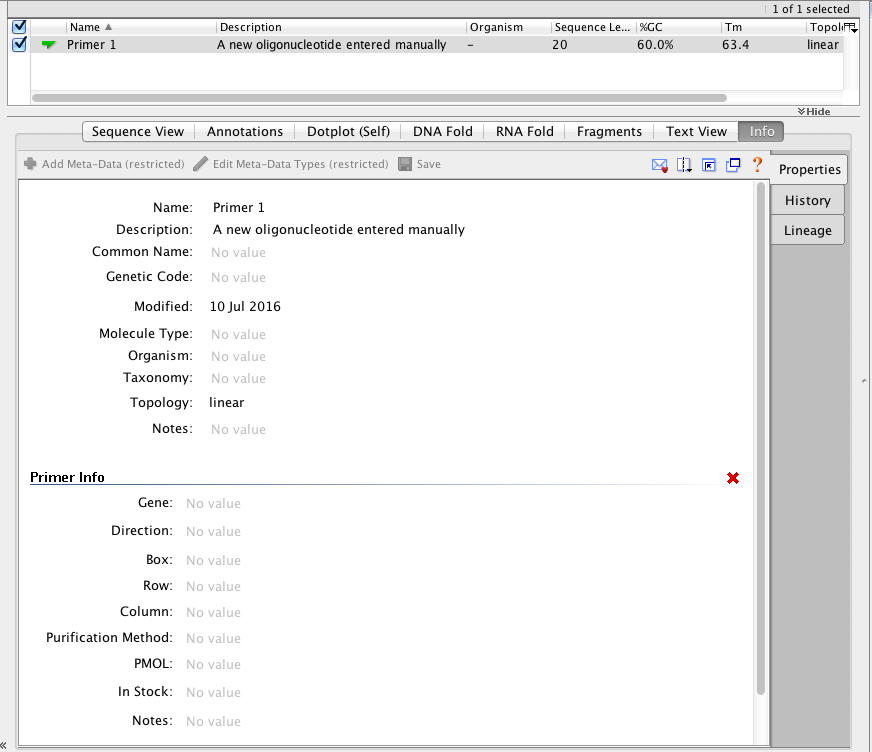 1 of 1 selected
Name Description Organism Sequence Le... %GC Tm Topol
Primer 1 A new oligonucleotide entered manually – 20 60.0% 63.4 linear
Hide
Sequence View Annotations Dotplot (Self) DNA Fold RNA Fold Fragments Text View Info
Add Meta-Data (restricted) Edit Meta-Data Types (restricted) Save ?
Properties
History
Lineage
Name: Primer 1
Description: A new oligonucleotide entered manually
Common Name: No value
Genetic Code: No value
Modified: 10 Jul 2016
Molecule Type: No value
Organism: No value
Taxonomy: No value
Topology: linear
Notes: No value
Primer Info
Gene: No value
Direction: No value
Box: No value
Row: No value
Column: No value
Purification Method: No value
PMOL: No value
In Stock: No value
Notes: No value
«